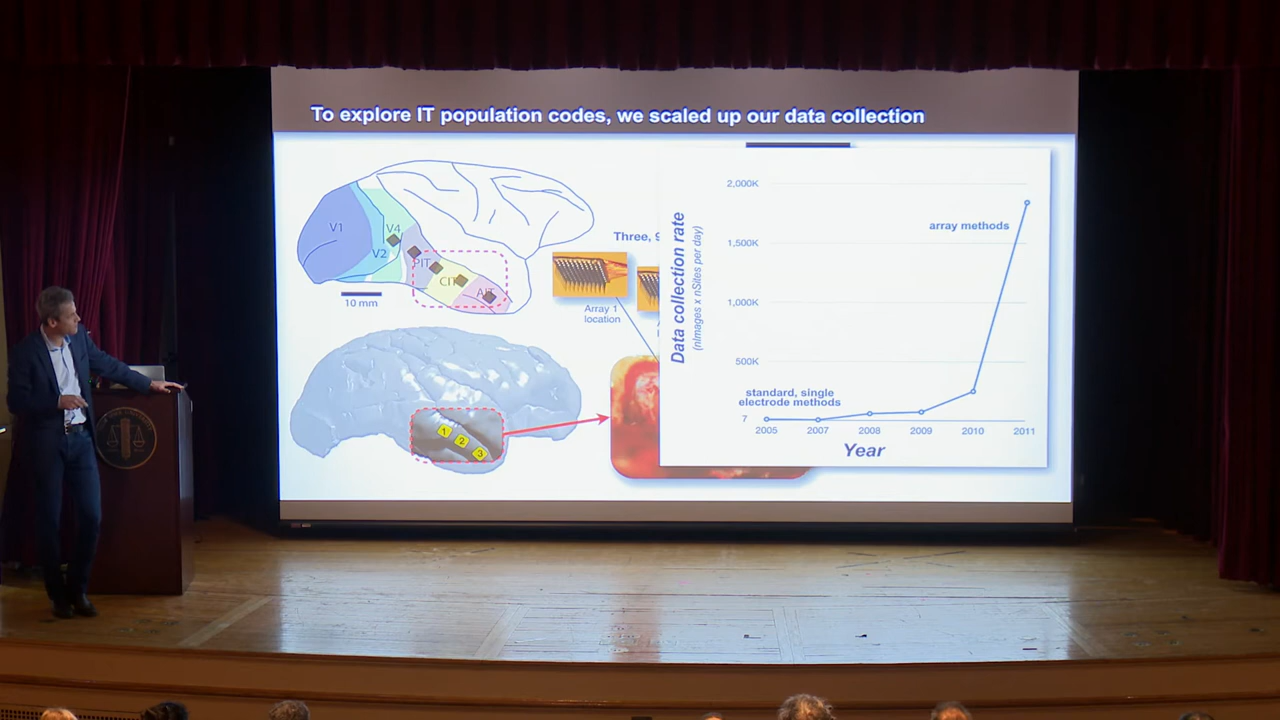 To explore IT population codes, we scaled up our data collection
V1
V2
V4
PIT
CIT
AIT
10 mm
Three, 9
Array 1
location
1
2
3
Data collection rate
(nImages x nSites per day)
2,000K
1,500K
1,000K
500K
7
array methods
standard, single
electrode methods
2005
2007
2008
2009
2010
2011
Year